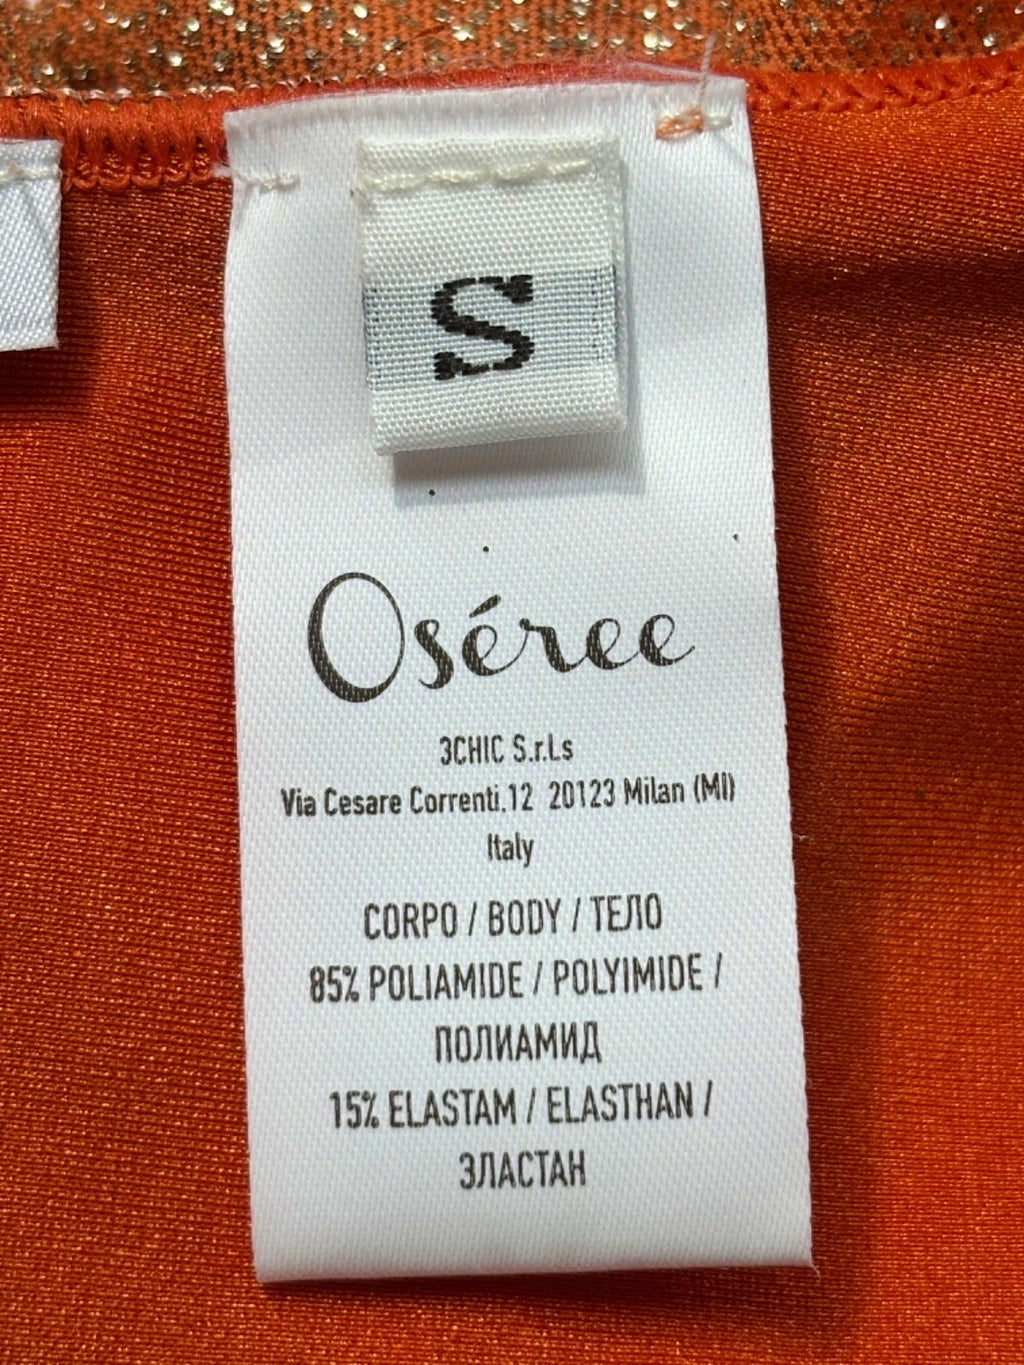 S
Oséree
3CHIC S.r.Ls
Via Cesare Correnti.12 20123 Milan (MI)
Italy
CORPO / BODY / ТЕЛО
85% POLIAMIDE / POLYIMIDE /
ПОЛИАМИД
15% ELASTAM / ELASTHAN /
ЭЛАСТАН